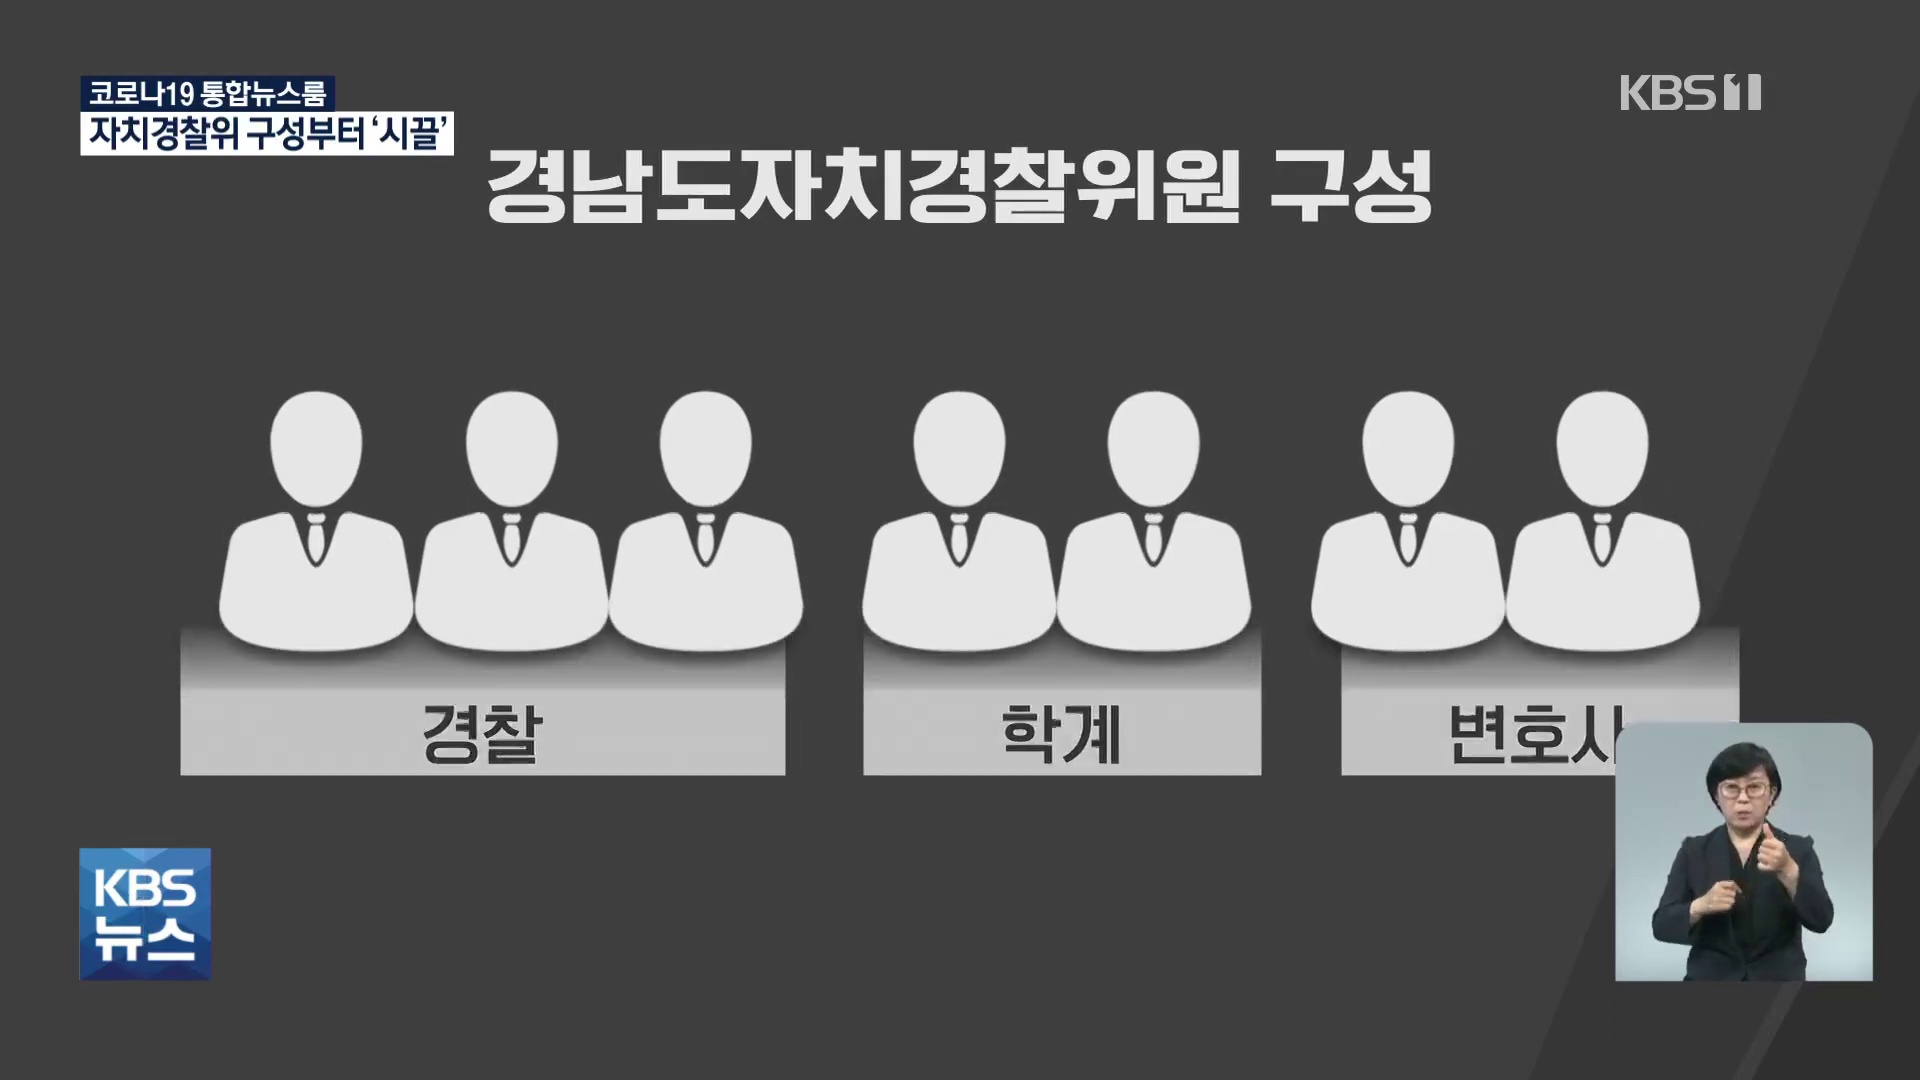 코로나19 통합뉴스룸
KBS 1
자치경찰위 구성부터 ‘시끌’
경남도자치경찰위원 구성
경찰
학계
변호사
KBS
뉴스